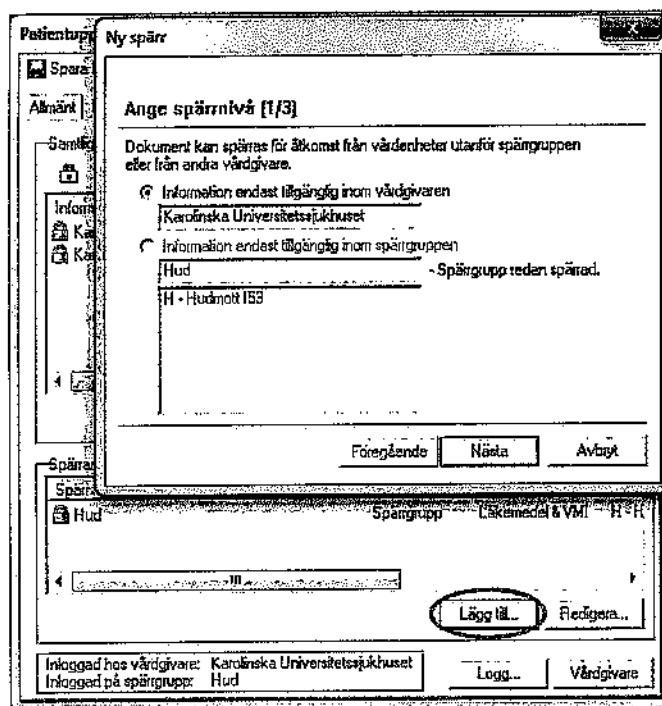 Ny spärr
Spara
Allmänt
Ange spärrnivå (1/3)
Dokument kan spärras för åtkomst från vårdenheter utanför spärrgruppen
eller från andra vårdgivare.
Information endast tillgänglig inom vårdgivaren
Karolinska Universitetssjukhuset
Information endast tillgänglig inom spärrgruppen
Hud
- Spärrgrupp redan spärrad.
H - Hudmott I53
Föregående Nästa Avbryt
Hud Spärrgrupp Läkemedel & VMI H - H
Lägg till... Redigera...
Inloggad hos vårdgivare: Karolinska Universitetssjukhuset
Inloggad på spärrgrupp: Hud
Logg... Vårdgivare